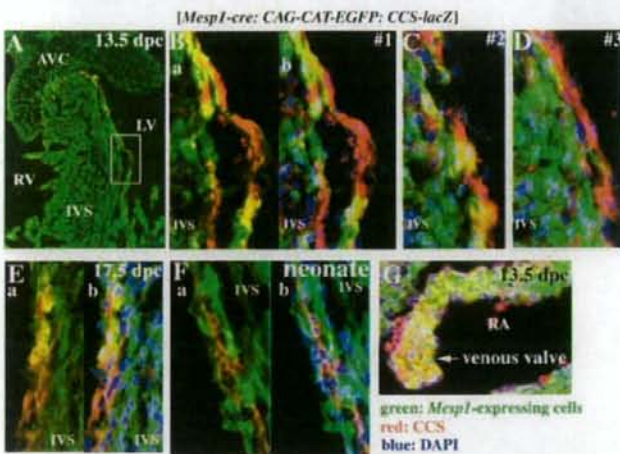 [Mesp1-cre: CAG-CAT-EGFP: CCS-lacZ]
A 13.5 dpc
AVC
LV
RV
IVS
B #1
a b
IVS IVS
C #2
IVS
D #3
IVS
E 17.5 dpc
a b
IVS IVS
F neonate
a IVS b IVS
G 13.5 dpc
RA
venous valve
green: Mesp1-expressing cells
red: CCS
blue: DAPI